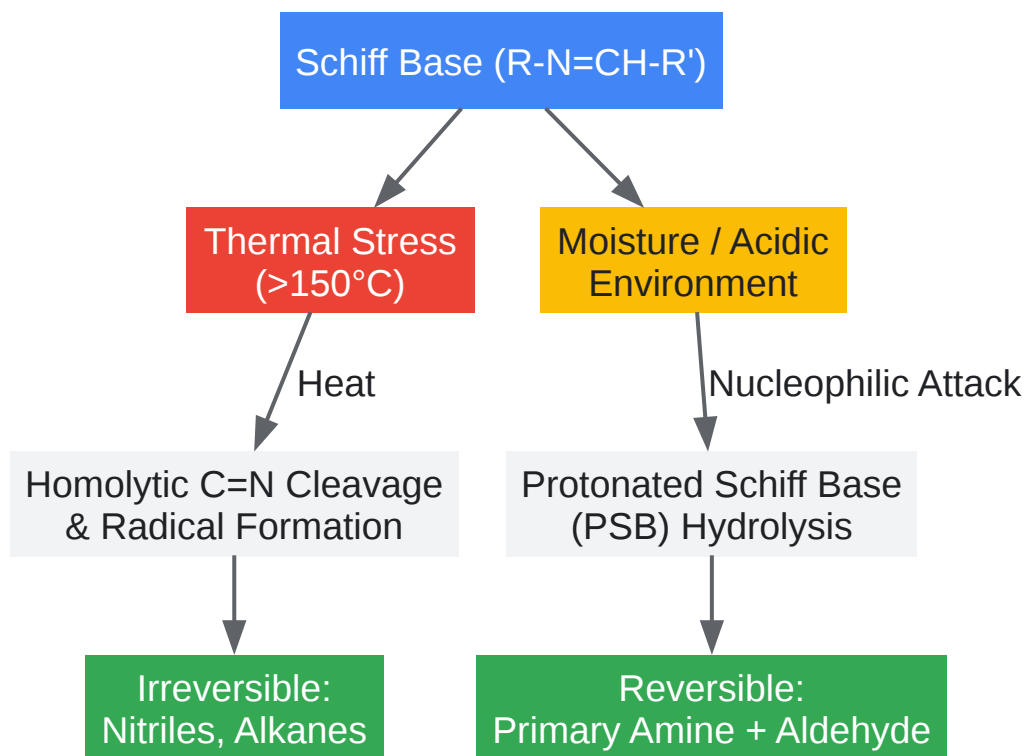 Schiff Base (R-N=CH-R')
Thermal Stress
(>150°C)
Moisture / Acidic
Environment
Heat
Nucleophilic Attack
Homolytic C=N Cleavage
& Radical Formation
Protonated Schiff Base
(PSB) Hydrolysis
Irreversible:
Nitriles, Alkanes
Reversible:
Primary Amine + Aldehyde